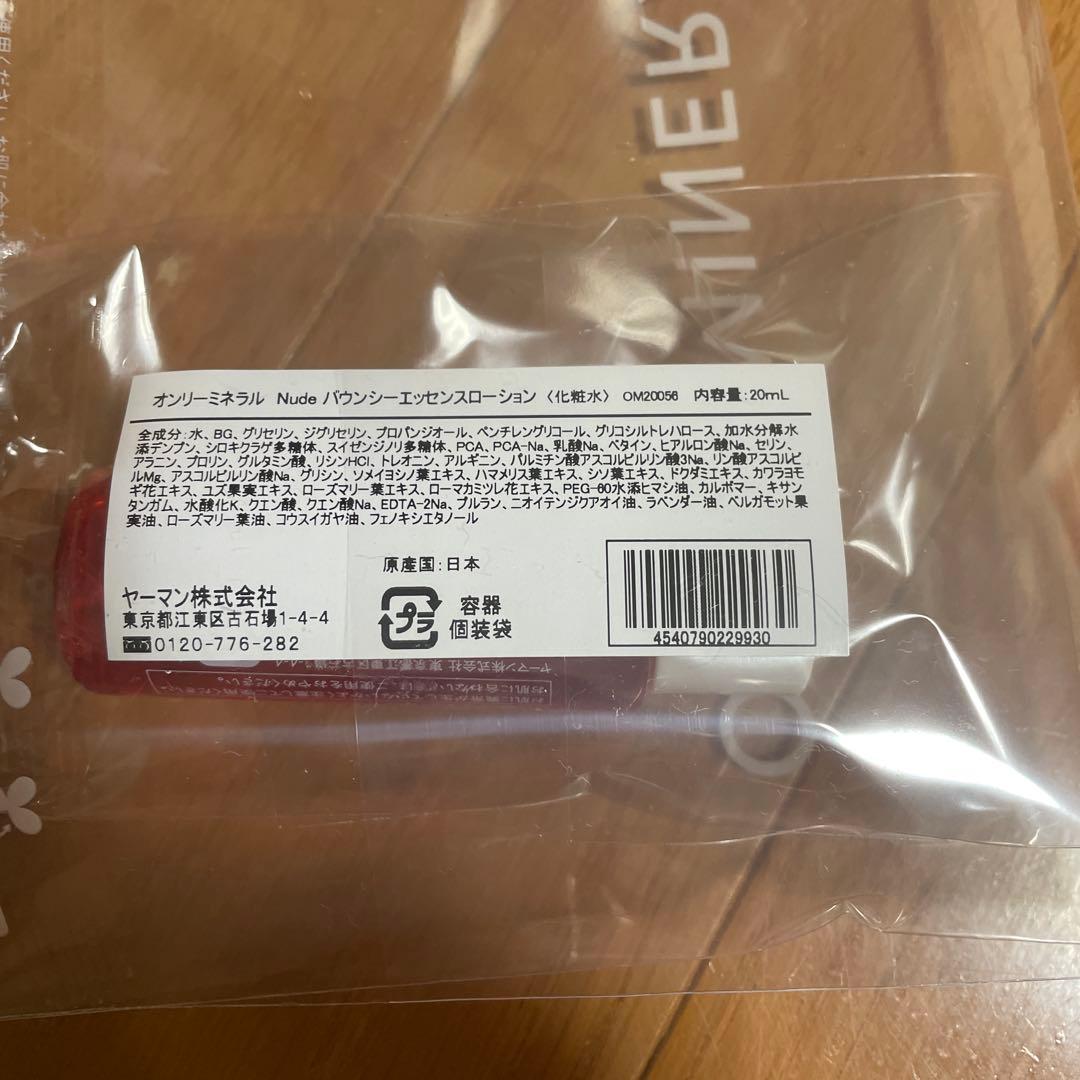 オンリーミネラル Nude バウンシーエッセンスローション〈化粧水〉 OM20056 内容量:20mL
全成分:水、BG、グリセリン、ジグリセリン、プロパンジオール、ペンチレングリコール、グリコシルトレハロース、加水分解水
添デンプン、シロキクラゲ多糖体、スイゼンジノリ多糖体、PCA、PCA-Na、乳酸Na、ベタイン、ヒアルロン酸Na、セリン、
アラニン、プロリン、グルタミン酸、リシンHCl、トレオニン、アルギニン、パルミチン酸アスコルビルリン酸3Na、リン酸アスコルビ
ルMg、アスコルビルリン酸Na、グリシン、ソメイヨシノ葉エキス、ハマメリス葉エキス、シソ葉エキス、ドクダミエキス、カワラヨモ
ギ花エキス、ユズ果実エキス、ローズマリー葉エキス、ローマカミツレ花エキス、PEG-60水添ヒマシ油、カルボマー、キサン
タンガム、水酸化K、クエン酸、クエン酸Na、EDTA-2Na、プルラン、ニオイテンジクアオイ油、ラベンダー油、ベルガモット果
実油、ローズマリー葉油、コウスイガヤ油、フェノキシエタノール
原産国:日本
ヤーマン株式会社
東京都江東区古石場1-4-4
0120-776-282
プラ
容器
個装袋
4540790229930
MINER